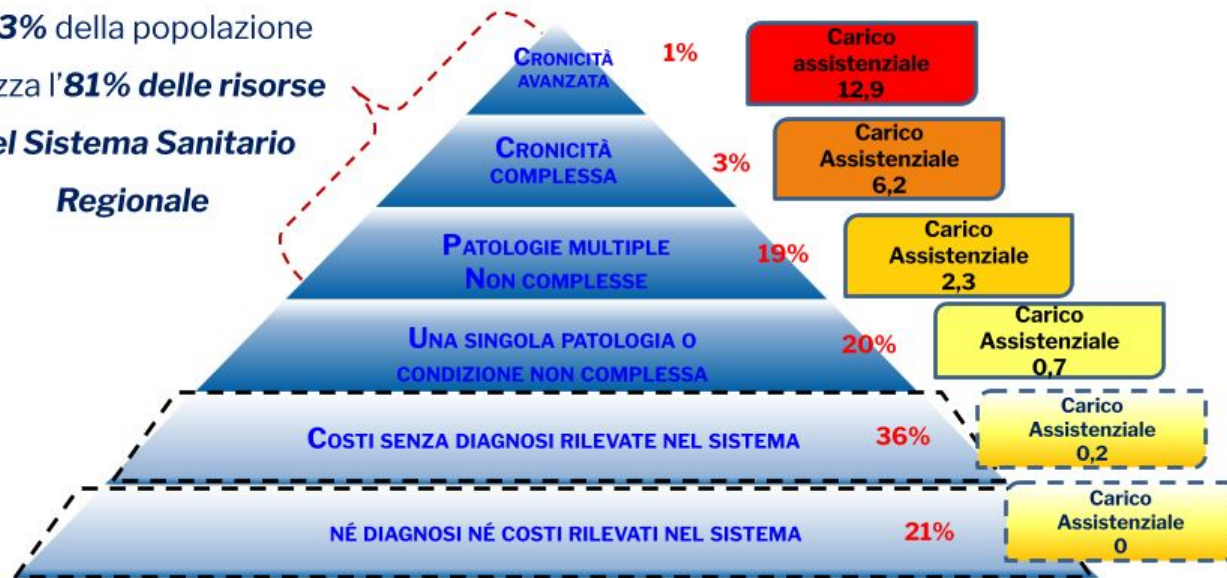 3% della popolazione
zza l'81% delle risorse
el Sistema Sanitario
Regionale
CRONICITÀ
AVANZATA
1%
Carico
assistenziale
12,9
CRONICITÀ
COMPLESSA
3%
Carico
Assistenziale
6,2
PATOLOGIE MULTIPLE
NON COMPLESSE
19%
Carico
Assistenziale
2,3
UNA SINGOLA PATOLOGIA O
CONDIZIONE NON COMPLESSA
20%
Carico
Assistenziale
0,7
COSTI SENZA DIAGNOSI RILEVATE NEL SISTEMA
36%
Carico
Assistenziale
0,2
NÉ DIAGNOSI NÉ COSTI RILEVATI NEL SISTEMA
21%
Carico
Assistenziale
0